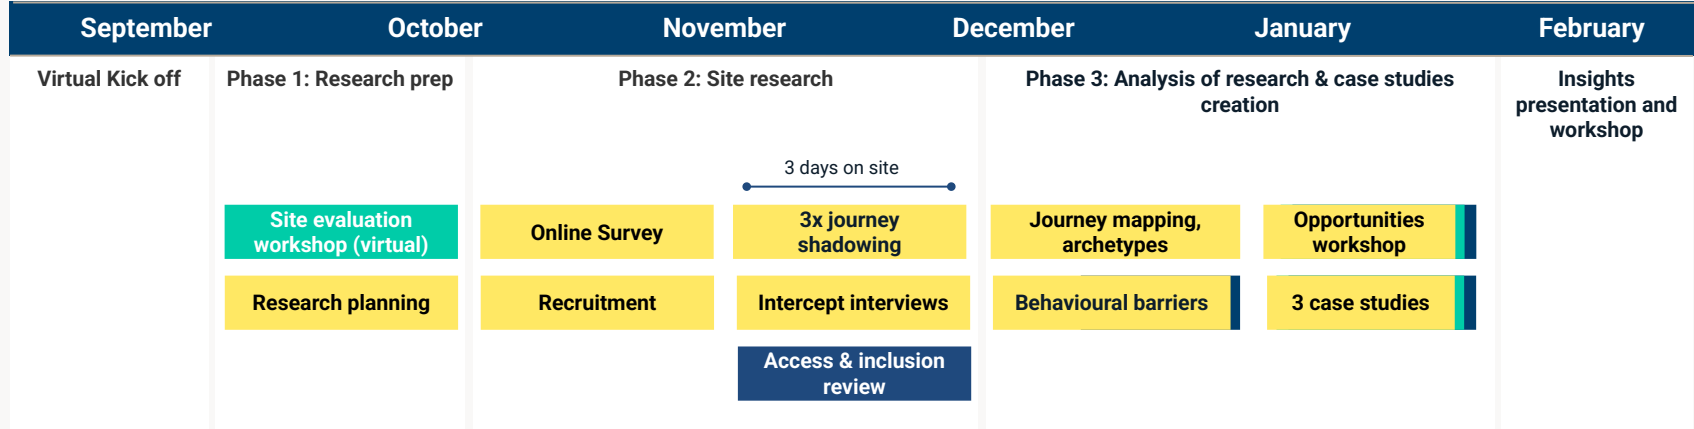 September
October
November
December
January
February
Virtual Kick off
Phase 1: Research prep
Phase 2: Site research
Phase 3: Analysis of research & case studies
creation
Insights
presentation and
workshop
3 days on site
Site evaluation
workshop (virtual)
Online Survey
3x journey
shadowing
Journey mapping,
archetypes
Opportunities
workshop
Research planning
Recruitment
Intercept interviews
Behavioural barriers
3 case studies
Access & inclusion
review